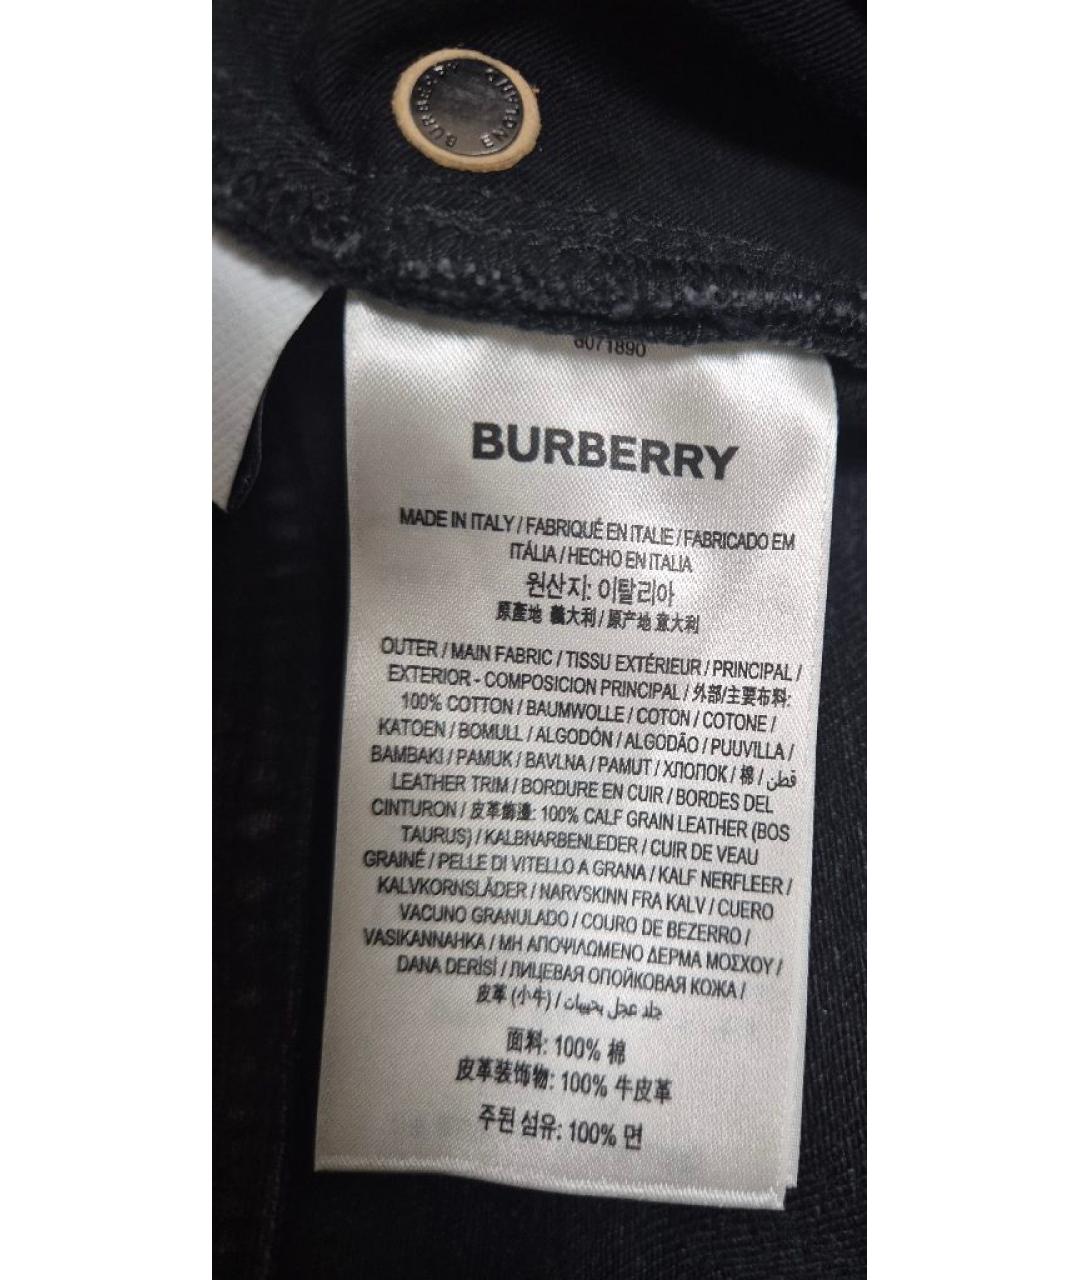 BURBERRY
ENGLAND
8071890
BURBERRY
MADE IN ITALY / FABRIQUÉ EN ITALIE / FABRICADO EM
ITÁLIA / HECHO EN ITALIA
원산지: 이탈리아
原產地 義大利 / 原产地 意大利
OUTER / MAIN FABRIC / TISSU EXTÉRIEUR / PRINCIPAL /
EXTERIOR - COMPOSICION PRINCIPAL / 外部/主要布料:
100% COTTON / BAUMWOLLE / COTON / COTONE /
KATOEN / BOMULL / ALGODÓN / ALGODÃO / PUUVILLA /
BAMBAKI / PAMUK / BAVLNA / PAMUT / ХЛОПОК / 棉 / قطن
LEATHER TRIM / BORDURE EN CUIR / BORDES DEL
CINTURON / 皮革飾邊: 100% CALF GRAIN LEATHER (BOS
TAURUS) / KALBNARBENLEDER / CUIR DE VEAU
GRAINÉ / PELLE DI VITELLO A GRANA / KALF NERFLEER /
KALVKORNSLÄDER / NARVSKINN FRA KALV / CUERO
VACUNO GRANULADO / COURO DE BEZERRO /
VASIKANNAHKA / ΜΗ ΑΠΟΨΙΛΩΜΕΝΟ ΔΕΡΜΑ ΜΟΣΧΟΥ /
DANA DERİSİ / ЛИЦЕВАЯ ОПОЙКОВАЯ КОЖА /
皮革 (小牛) / جلد عجل بحبيبات
面料: 100% 棉
皮革装饰物: 100% 牛皮革
주된 섬유: 100% 면